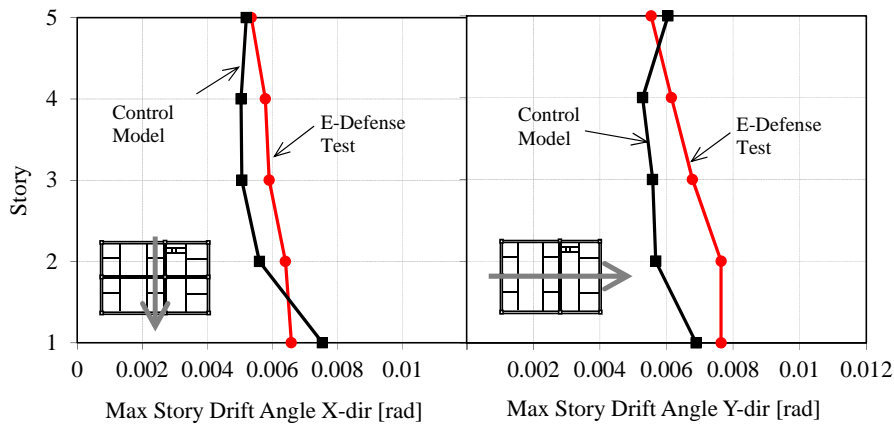 5
4
3
2
1
Story
Control
Model
E-Defense
Test
0
0.002
0.004
0.006
0.008
0.01
Max Story Drift Angle X-dir [rad]
Control
Model
E-Defense
Test
0.002
0.004
0.006
0.008
0.01
0.012
Max Story Drift Angle Y-dir [rad]